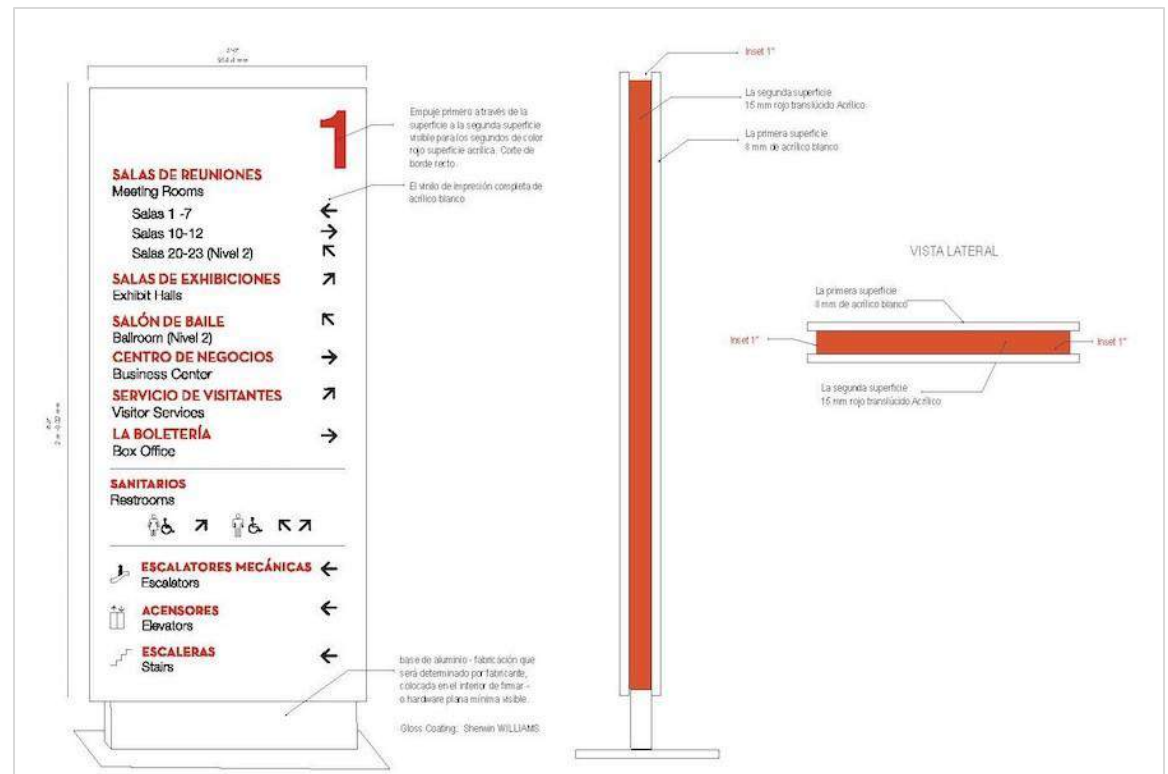 1
SALAS DE REUNIONES
Meeting Rooms
Salas 1 -7
Salas 10-12
Salas 20-23 (Nivel 2)
SALAS DE EXHIBICIONES
Exhibit Halls
SALÓN DE BAILE
Ballroom (Nivel 2)
CENTRO DE NEGOCIOS
Business Center
SERVICIO DE VISITANTES
Visitor Services
LA BOLETERÍA
Box Office
SANITARIOS
Restrooms
ESCALATORES MECÁNICAS
Escalators
ACENSORES
Elevators
ESCALERAS
Stairs
Empuje primero a través de la
superficie a la segunda superficie
visible para los segundos de color
rojo superficie acrílica. Corte de
borde recto.
El vinilo de impresión completa de
acrílico blanco
base de aluminio - fabricación que
será determinado por fabricante,
colocada en el interior de firmar -
o hardware plana mínima visible.
Gloss Coating: Sherwin WILLIAMS
Inset 1"
La segunda superficie
15 mm rojo translúcido Acrílico
La primera superficie
8 mm de acrílico blanco
VISTA LATERAL
La primera superficie
8 mm de acrílico blanco
Inset 1"
Inset 1"
La segunda superficie
15 mm rojo translúcido Acrílico